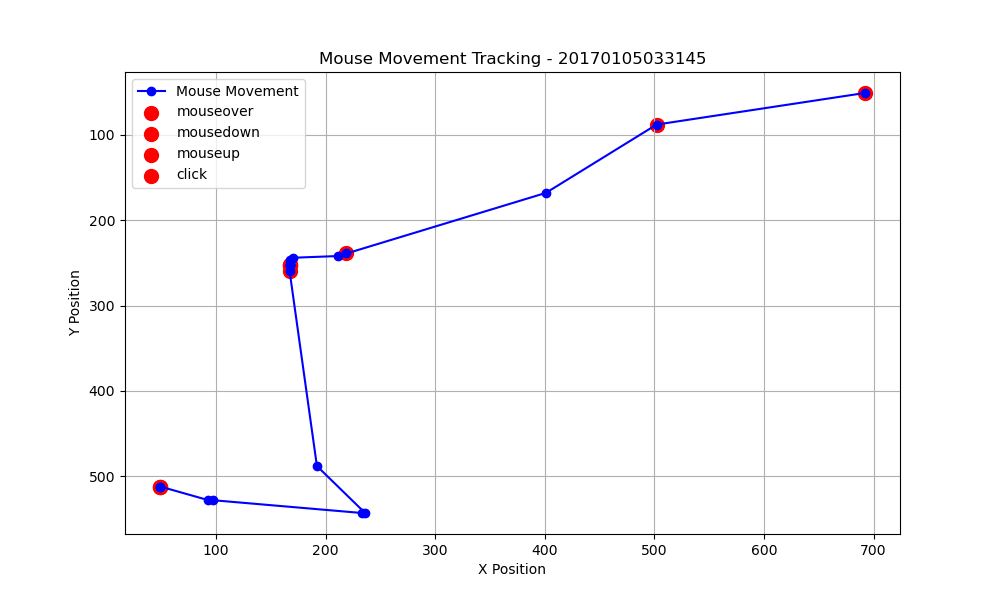 Mouse Movement Tracking - 20170105033145
Mouse Movement
mouseover
mousedown
mouseup
click
100
200
300
400
500
Y Position
100 200 300 400 500 600 700
X Position